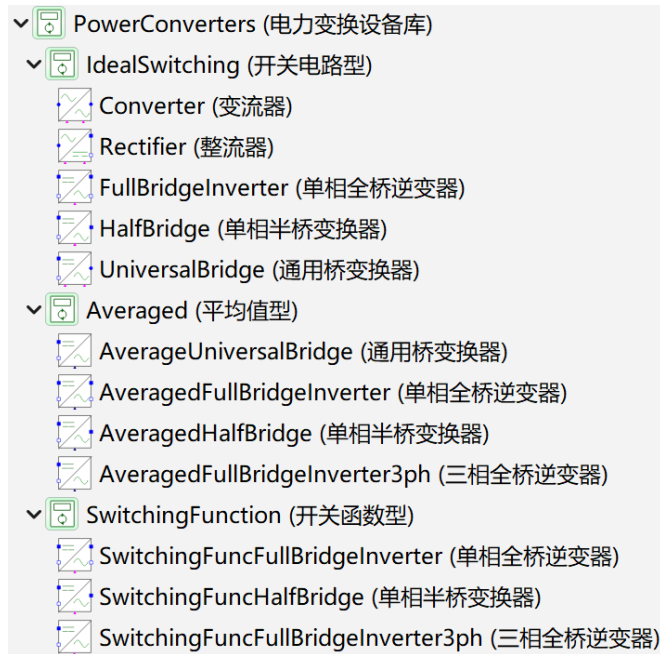 PowerConverters (电力变换设备库)
IdealSwitching (开关电路型)
Converter (变流器)
Rectifier (整流器)
FullBridgeInverter (单相全桥逆变器)
HalfBridge (单相半桥变换器)
UniversalBridge (通用桥变换器)
Averaged (平均值型)
AverageUniversalBridge (通用桥变换器)
AveragedFullBridgeInverter (单相全桥逆变器)
AveragedHalfBridge (单相半桥变换器)
AveragedFullBridgeInverter3ph (三相全桥逆变器)
SwitchingFunction (开关函数型)
SwitchingFuncFullBridgeInverter (单相全桥逆变器)
SwitchingFuncHalfBridge (单相半桥变换器)
SwitchingFuncFullBridgeInverter3ph (三相全桥逆变器)